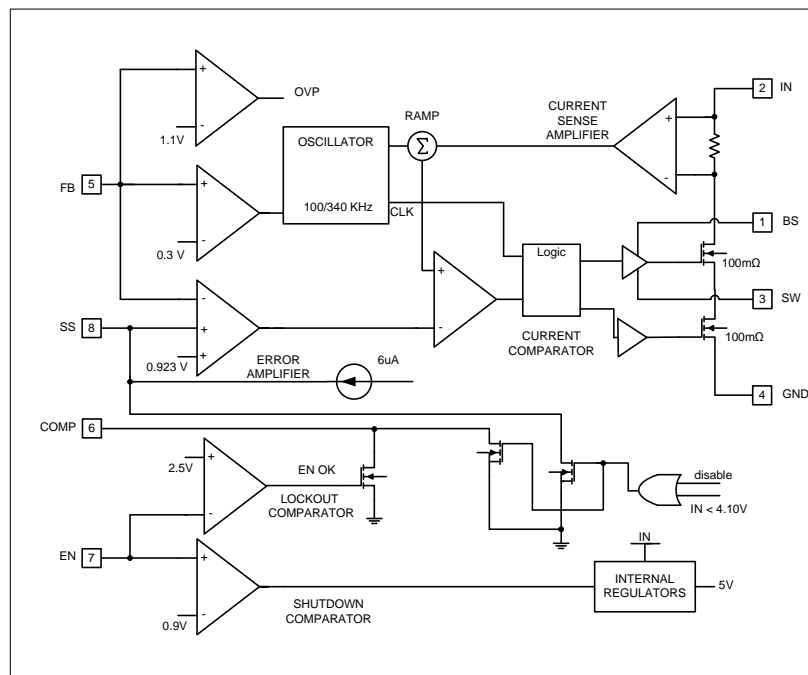 OVP
1.1V
RAMP
Σ
CURRENT
SENSE
AMPLIFIER
2 IN
OSCILLATOR
100/340 KHz
CLK
FB 5
0.3 V
1 BS
Logic
100mΩ
3 SW
SS 8
0.923 V
ERROR
AMPLIFIER
6uA
CURRENT
COMPARATOR
100mΩ
4 GND
COMP 6
2.5V
EN OK
LOCKOUT
COMPARATOR
disable
IN < 4.10V
EN 7
IN
INTERNAL
REGULATORS
5V
SHUTDOWN
COMPARATOR
0.9V
+
-
+
-
-
+
+
+
-
+
-
+
-
+
-